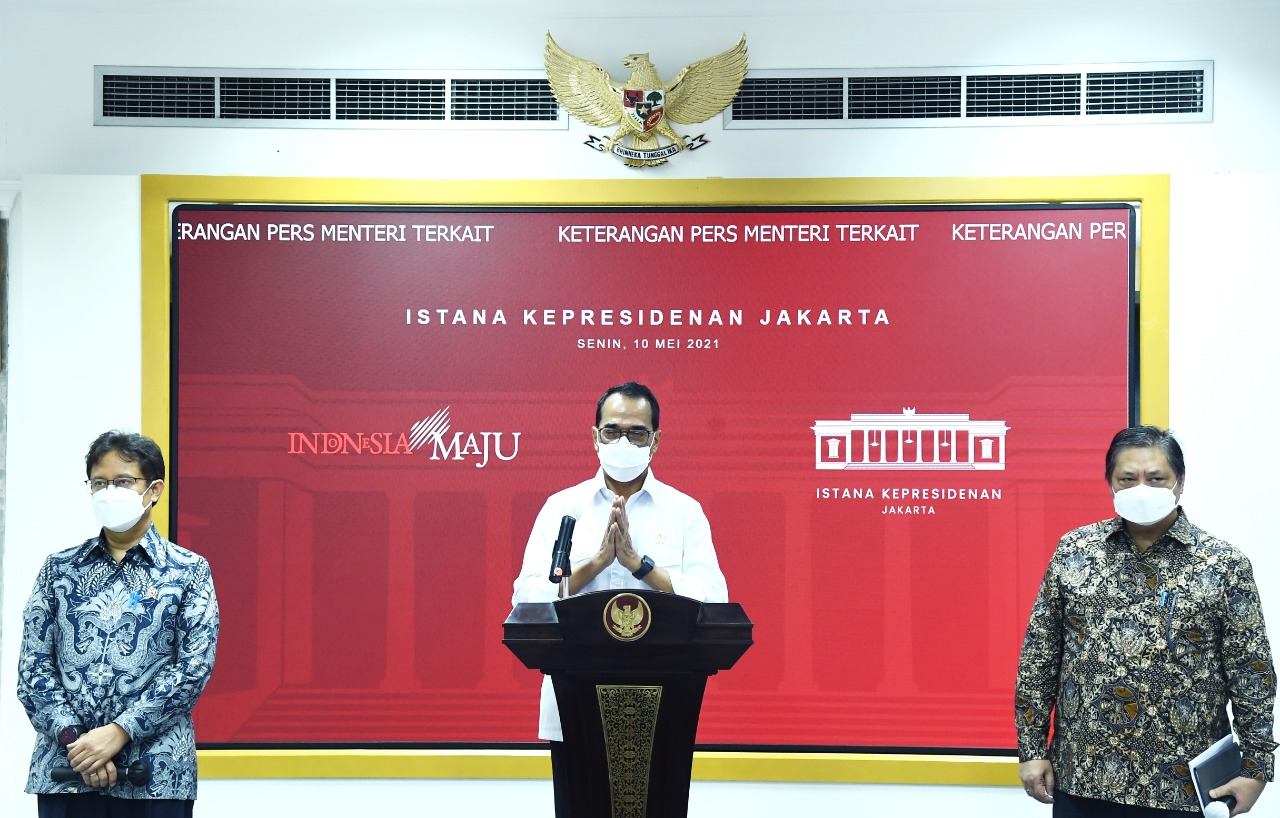 BHINNEKA TUNGGAL IKA
ERANGAN PERS MENTERI TERKAIT KETERANGAN PERS MENTERI TERKAIT KETERANGAN PER
ISTANA KEPRESIDENAN JAKARTA
SENIN, 10 MEI 2021
INDONESIA MAJU
ISTANA KEPRESIDENAN
JAKARTA